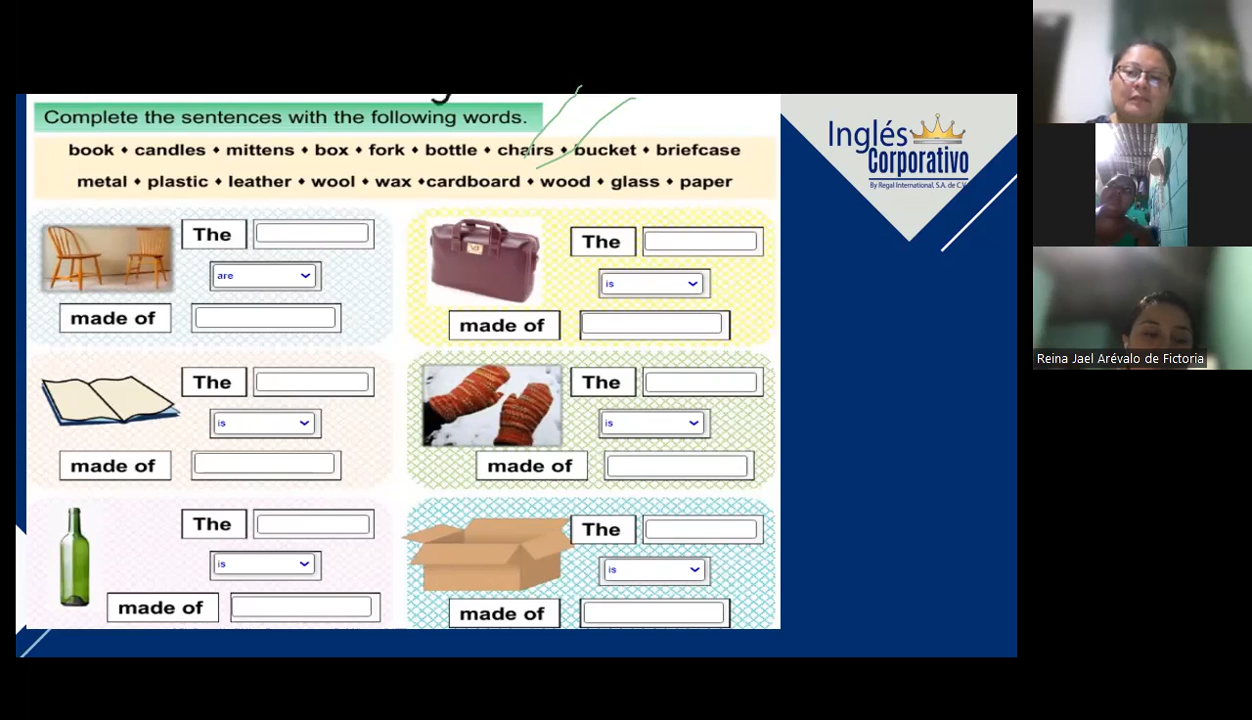 Complete the sentences with the following words.
book ♦ candles ♦ mittens ♦ box ♦ fork ♦ bottle ♦ chairs ♦ bucket ♦ briefcase
metal ♦ plastic ♦ leather ♦ wool ♦ wax ♦cardboard ♦ wood ♦ glass ♦ paper
The
are
made of
The
is
made of
The
is
made of
The
is
made of
The
is
made of
The
is
made of
Inglés
Corporativo
By Regal International, S.A. de C.V.
Reina Jael Arévalo de Fictoria